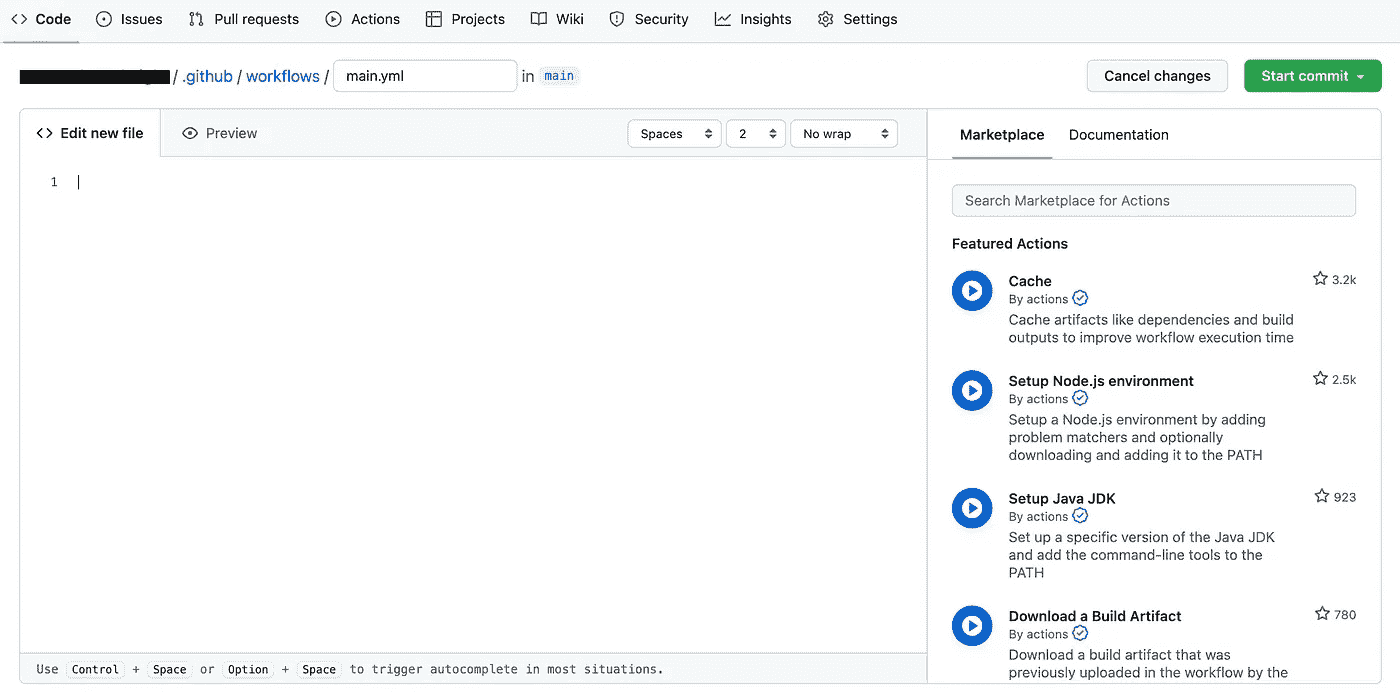 Code Issues Pull requests Actions Projects Wiki Security Insights Settings
/ .github / workflows / main.yml in main Cancel changes Start commit
Edit new file Preview Spaces 2 No wrap
1
Marketplace Documentation
Search Marketplace for Actions
Featured Actions
Cache 3.2k
By actions
Cache artifacts like dependencies and build
outputs to improve workflow execution time
Setup Node.js environment 2.5k
By actions
Setup a Node.js environment by adding
problem matchers and optionally
downloading and adding it to the PATH
Setup Java JDK 923
By actions
Set up a specific version of the Java JDK
and add the command-line tools to the
PATH
Download a Build Artifact 780
By actions
Download a build artifact that was
previously uploaded in the workflow by the
Use Control + Space or Option + Space to trigger autocomplete in most situations.